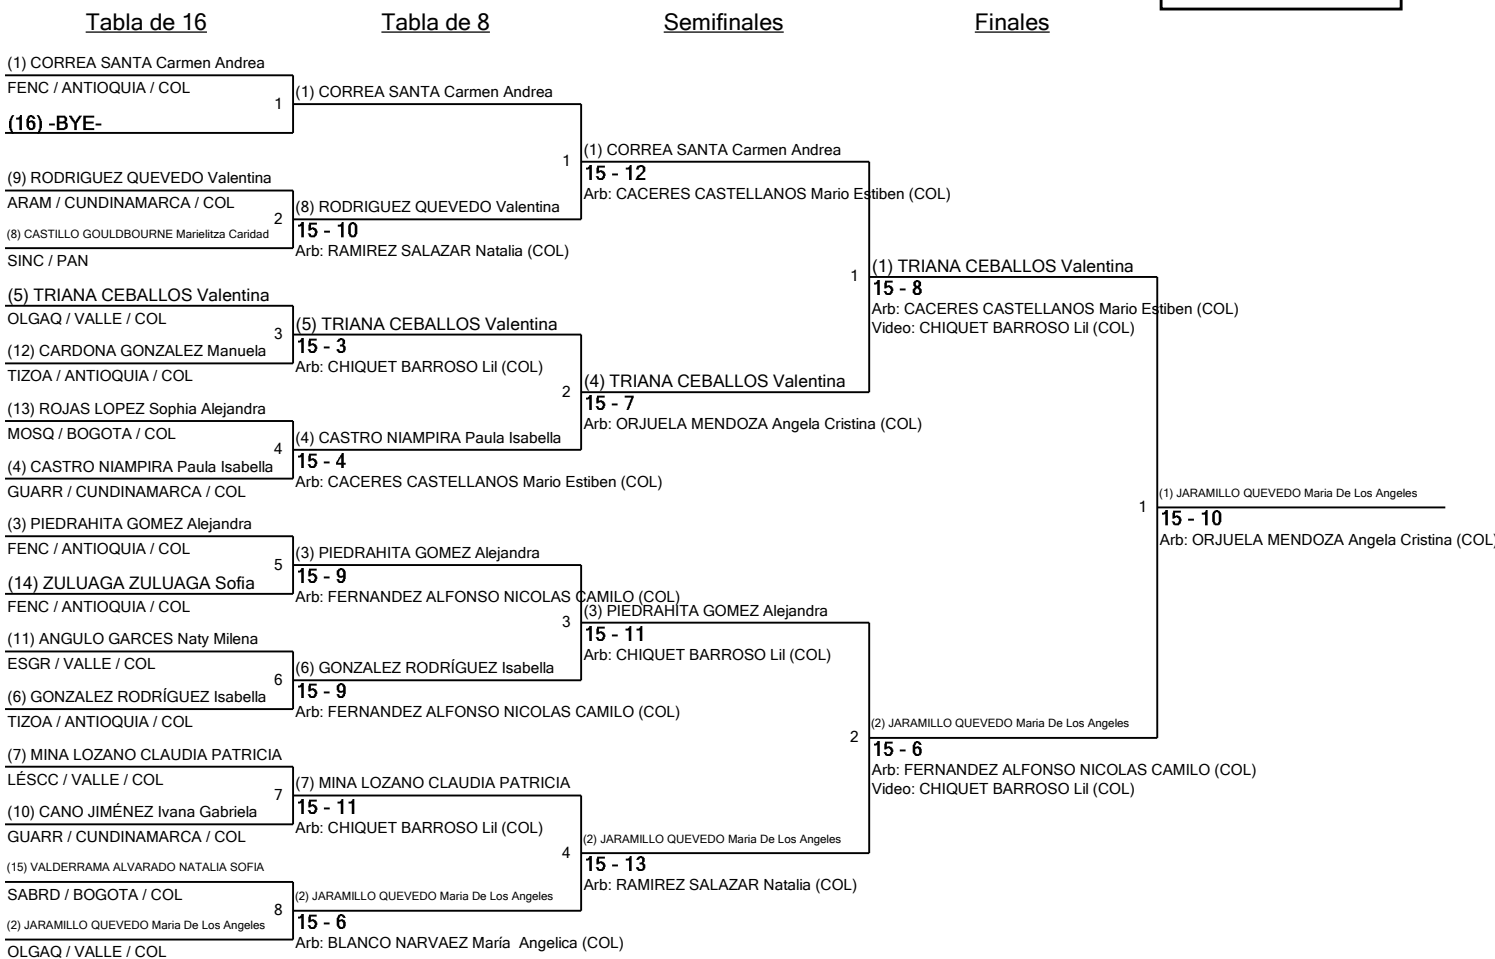 Tabla de 16
Tabla de 8
Semifinales
Finales
(1) CORREA SANTA Carmen Andrea
FENC / ANTIOQUIA / COL
1
(16) -BYE-
(9) RODRIGUEZ QUEVEDO Valentina
ARAM / CUNDINAMARCA / COL
2
(8) CASTILLO GOULDBOURNE Marielitza Caridad
SINC / PAN
(5) TRIANA CEBALLOS Valentina
OLGAQ / VALLE / COL
3
(12) CARDONA GONZALEZ Manuela
TIZOA / ANTIOQUIA / COL
(13) ROJAS LOPEZ Sophia Alejandra
MOSQ / BOGOTA / COL
4
(4) CASTRO NIAMPIRA Paula Isabella
GUARR / CUNDINAMARCA / COL
(3) PIEDRAHITA GOMEZ Alejandra
FENC / ANTIOQUIA / COL
5
(14) ZULUAGA ZULUAGA Sofia
FENC / ANTIOQUIA / COL
(11) ANGULO GARCES Naty Milena
ESGR / VALLE / COL
6
(6) GONZALEZ RODRÍGUEZ Isabella
TIZOA / ANTIOQUIA / COL
(7) MINA LOZANO CLAUDIA PATRICIA
LÉSCC / VALLE / COL
7
(10) CANO JIMÉNEZ Ivana Gabriela
GUARR / CUNDINAMARCA / COL
(15) VALDERRAMA ALVARADO NATALIA SOFIA
SABRD / BOGOTA / COL
8
(2) JARAMILLO QUEVEDO Maria De Los Angeles
OLGAQ / VALLE / COL
(1) CORREA SANTA Carmen Andrea
1
(8) RODRIGUEZ QUEVEDO Valentina
15 - 10
Arb: RAMIREZ SALAZAR Natalia (COL)
(5) TRIANA CEBALLOS Valentina
15 - 3
Arb: CHIQUET BARROSO Lil (COL)
2
(4) CASTRO NIAMPIRA Paula Isabella
15 - 4
Arb: CACERES CASTELLANOS Mario Estiben (COL)
(3) PIEDRAHITA GOMEZ Alejandra
15 - 9
Arb: FERNANDEZ ALFONSO NICOLAS CAMILO (COL)
3
(6) GONZALEZ RODRÍGUEZ Isabella
15 - 9
Arb: FERNANDEZ ALFONSO NICOLAS CAMILO (COL)
(7) MINA LOZANO CLAUDIA PATRICIA
15 - 11
Arb: CHIQUET BARROSO Lil (COL)
4
(2) JARAMILLO QUEVEDO Maria De Los Angeles
15 - 6
Arb: BLANCO NARVAEZ María  Angelica (COL)
(1) CORREA SANTA Carmen Andrea
15 - 12
Arb: CACERES CASTELLANOS Mario Estiben (COL)
1
(4) TRIANA CEBALLOS Valentina
15 - 7
Arb: ORJUELA MENDOZA Angela Cristina (COL)
(3) PIEDRAHITA GOMEZ Alejandra
15 - 11
Arb: CHIQUET BARROSO Lil (COL)
2
(2) JARAMILLO QUEVEDO Maria De Los Angeles
15 - 13
Arb: RAMIREZ SALAZAR Natalia (COL)
(1) TRIANA CEBALLOS Valentina
15 - 8
Arb: CACERES CASTELLANOS Mario Estiben (COL)
Video: CHIQUET BARROSO Lil (COL)
1
(2) JARAMILLO QUEVEDO Maria De Los Angeles
15 - 6
Arb: FERNANDEZ ALFONSO NICOLAS CAMILO (COL)
Video: CHIQUET BARROSO Lil (COL)
(1) JARAMILLO QUEVEDO Maria De Los Angeles
15 - 10
Arb: ORJUELA MENDOZA Angela Cristina (COL)